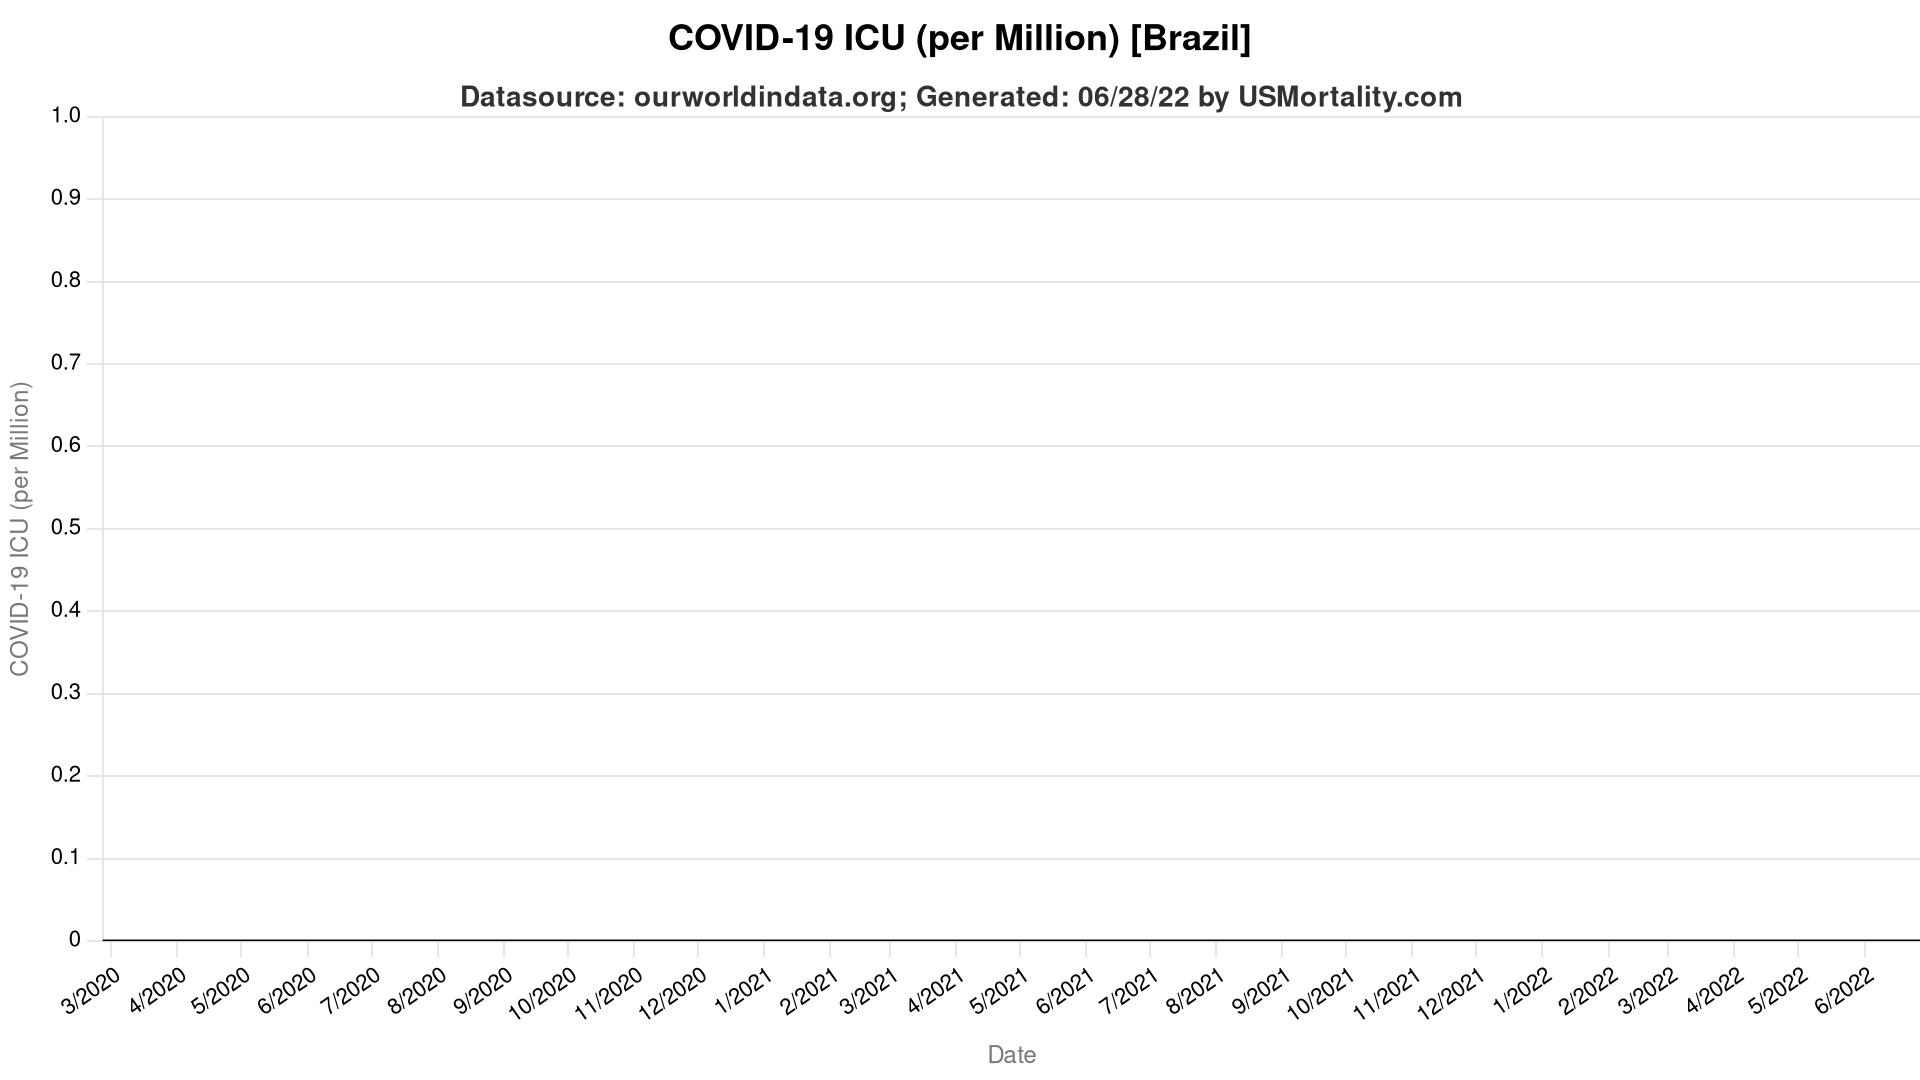 COVID-19 ICU (per Million) [Brazil]
Datasource: ourworldindata.org; Generated: 06/28/22 by USMortality.com
COVID-19 ICU (per Million)
1.0
0.9
0.8
0.7
0.6
0.5
0.4
0.3
0.2
0.1
0
3/2020 4/2020 5/2020 6/2020 7/2020 8/2020 9/2020 10/2020 11/2020 12/2020 1/2021 2/2021 3/2021 4/2021 5/2021 6/2021 7/2021 8/2021 9/2021 10/2021 11/2021 12/2021 1/2022 2/2022 3/2022 4/2022 5/2022 6/2022
Date